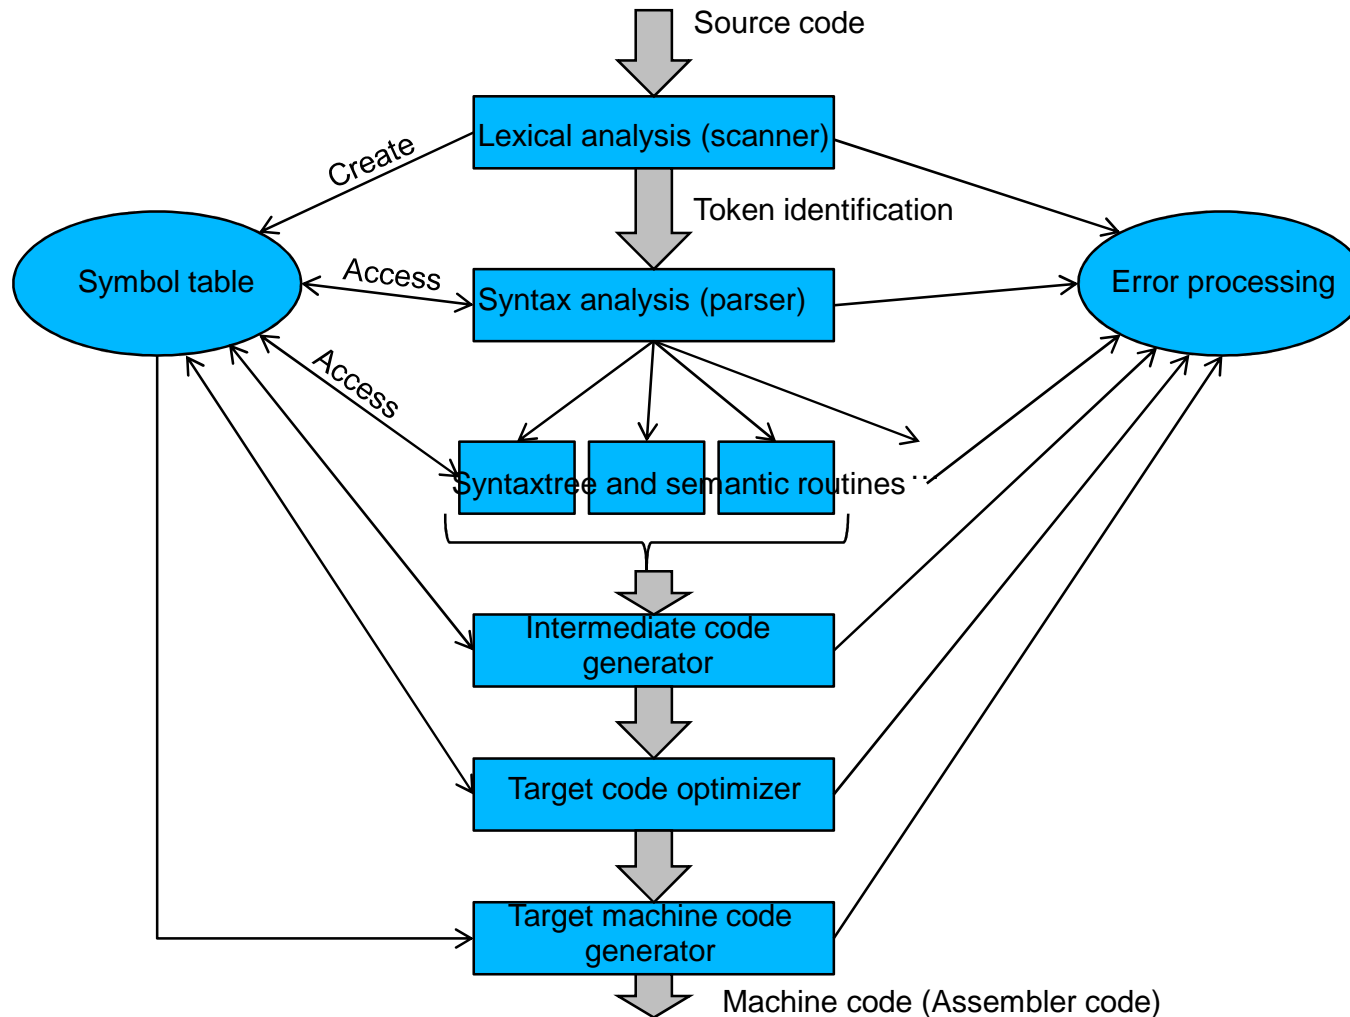 Source code
Lexical analysis (scanner)
Create
Token identification
Symbol table
Access
Syntax analysis (parser)
Error processing
Access
Syntaxtree and semantic routines ...
Intermediate code
generator
Target code optimizer
Target machine code
generator
Machine code (Assembler code)